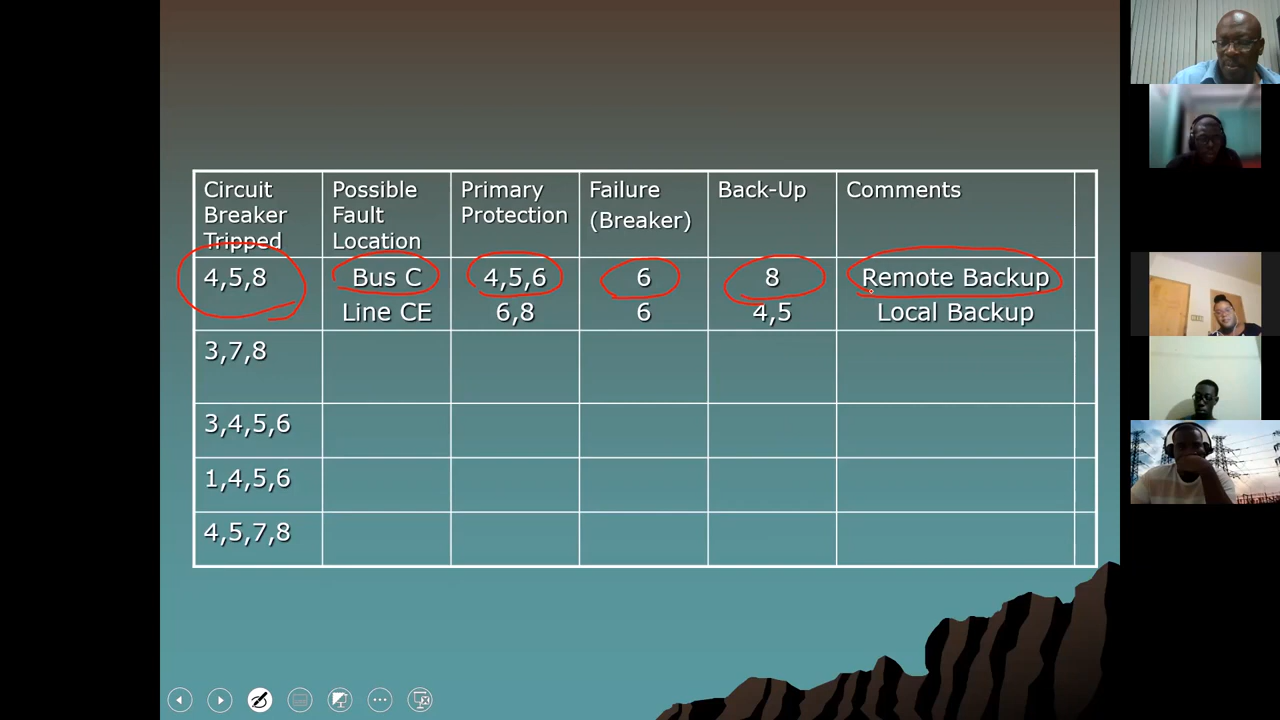 Circuit Breaker Tripped
Possible Fault Location
Primary Protection
Failure (Breaker)
Back-Up
Comments
4,5,8
Bus C
4,5,6
6
8
Remote Backup
Line CE
6,8
6
4,5
Local Backup
3,7,8
3,4,5,6
1,4,5,6
4,5,7,8